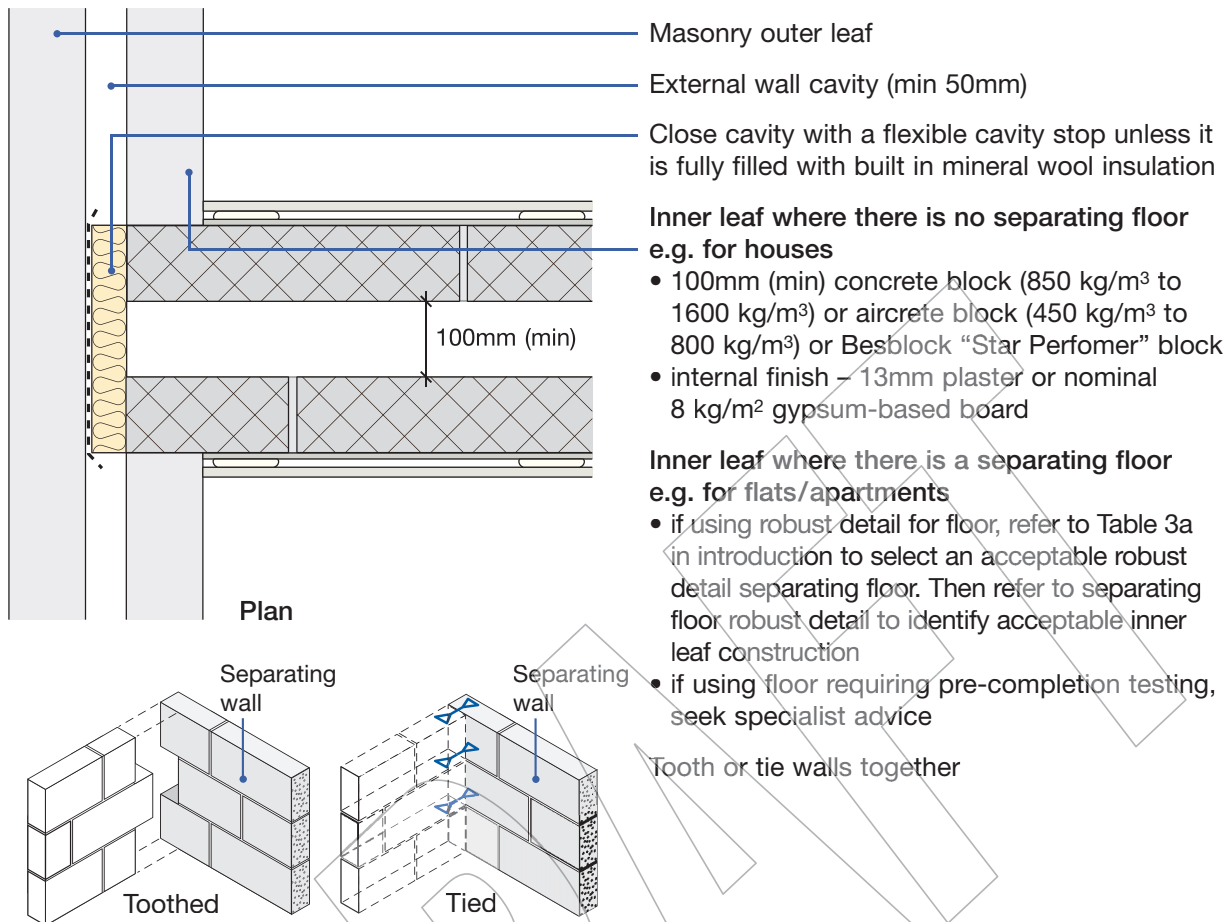 Masonry outer leaf
External wall cavity (min 50mm)
Close cavity with a flexible cavity stop unless it
is fully filled with built in mineral wool insulation
Inner leaf where there is no separating floor
e.g. for houses
• 100mm (min) concrete block (850 kg/m³ to
1600 kg/m³) or aircrete block (450 kg/m³ to
800 kg/m³) or Besblock “Star Perfomer” block
• internal finish – 13mm plaster or nominal
8 kg/m² gypsum-based board
Inner leaf where there is a separating floor
e.g. for flats/apartments
• if using robust detail for floor, refer to Table 3a
in introduction to select an acceptable robust
detail separating floor. Then refer to separating
floor robust detail to identify acceptable inner
leaf construction
• if using floor requiring pre-completion testing,
seek specialist advice
Tooth or tie walls together
100mm (min)
Plan
Separating
wall
Toothed
Separating
wall
Tied